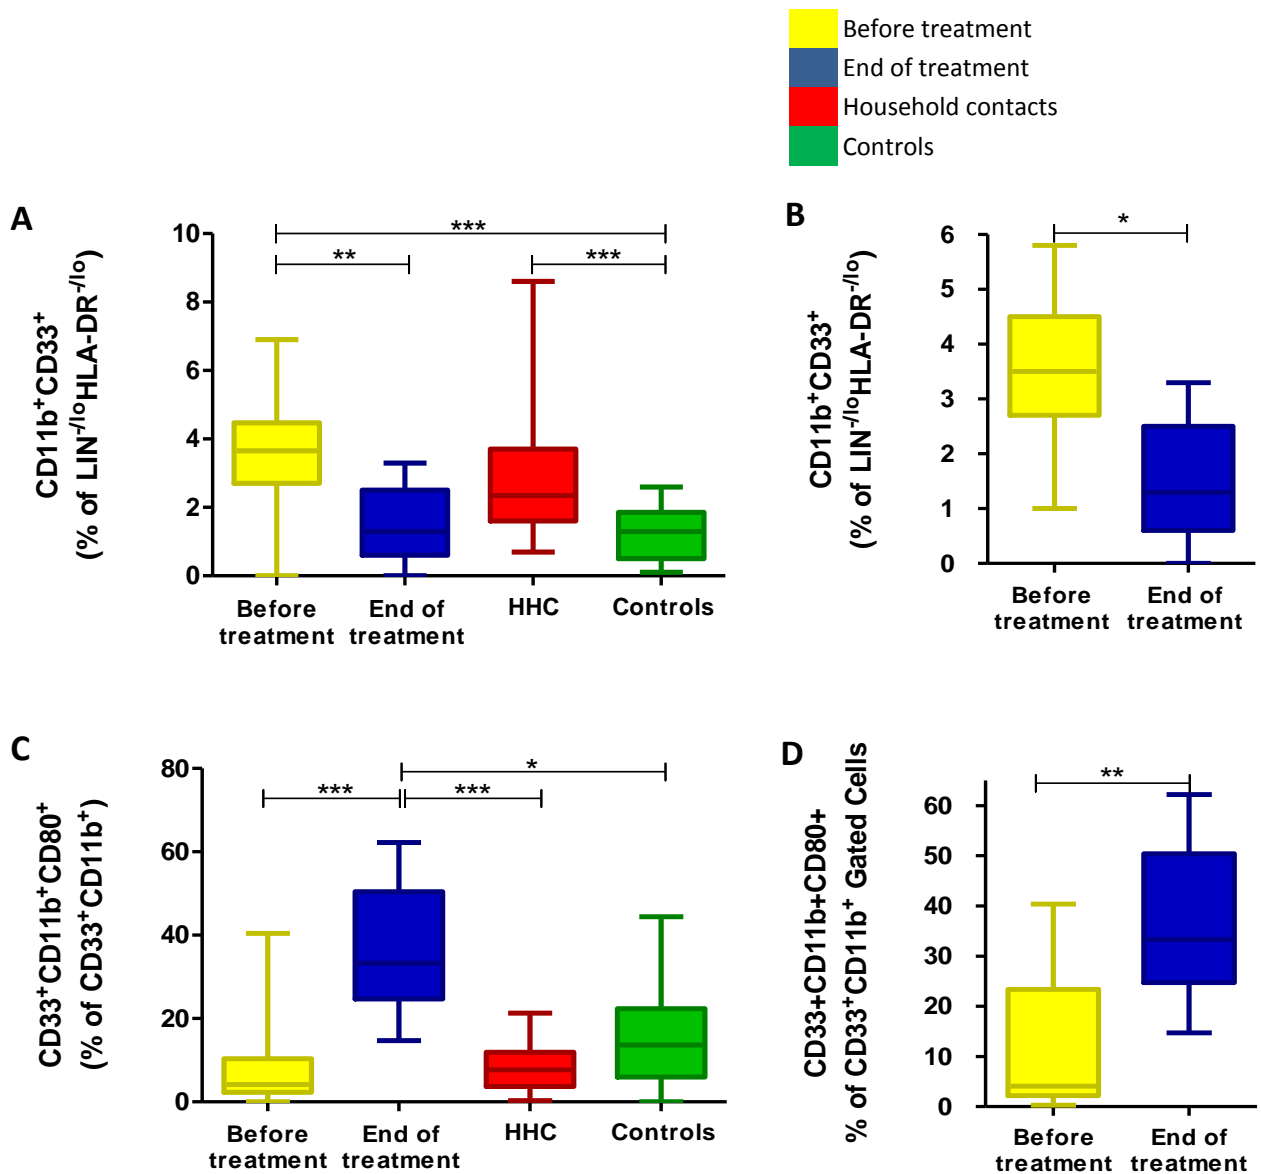 Before treatment
End of treatment
Household contacts
Controls
A
CD11b⁺CD33⁺
(% of LIN⁻/ˡᵒHLA-DR⁻/ˡᵒ)
10
8
6
4
2
0
***
**
***
Before
treatment
End of
treatment
HHC
Controls
B
CD11b⁺CD33⁺
(% of LIN⁻/ˡᵒHLA-DR⁻/ˡᵒ)
6
5
4
3
2
1
0
*
Before
treatment
End of
treatment
C
CD33⁺CD11b⁺CD80⁺
(% of CD33⁺CD11b⁺)
80
60
40
20
0
*
***
***
Before
treatment
End of
treatment
HHC
Controls
D
CD33+CD11b+CD80+
% of CD33⁺CD11b⁺ Gated Cells
60
50
40
30
20
10
0
**
Before
treatment
End of
treatment